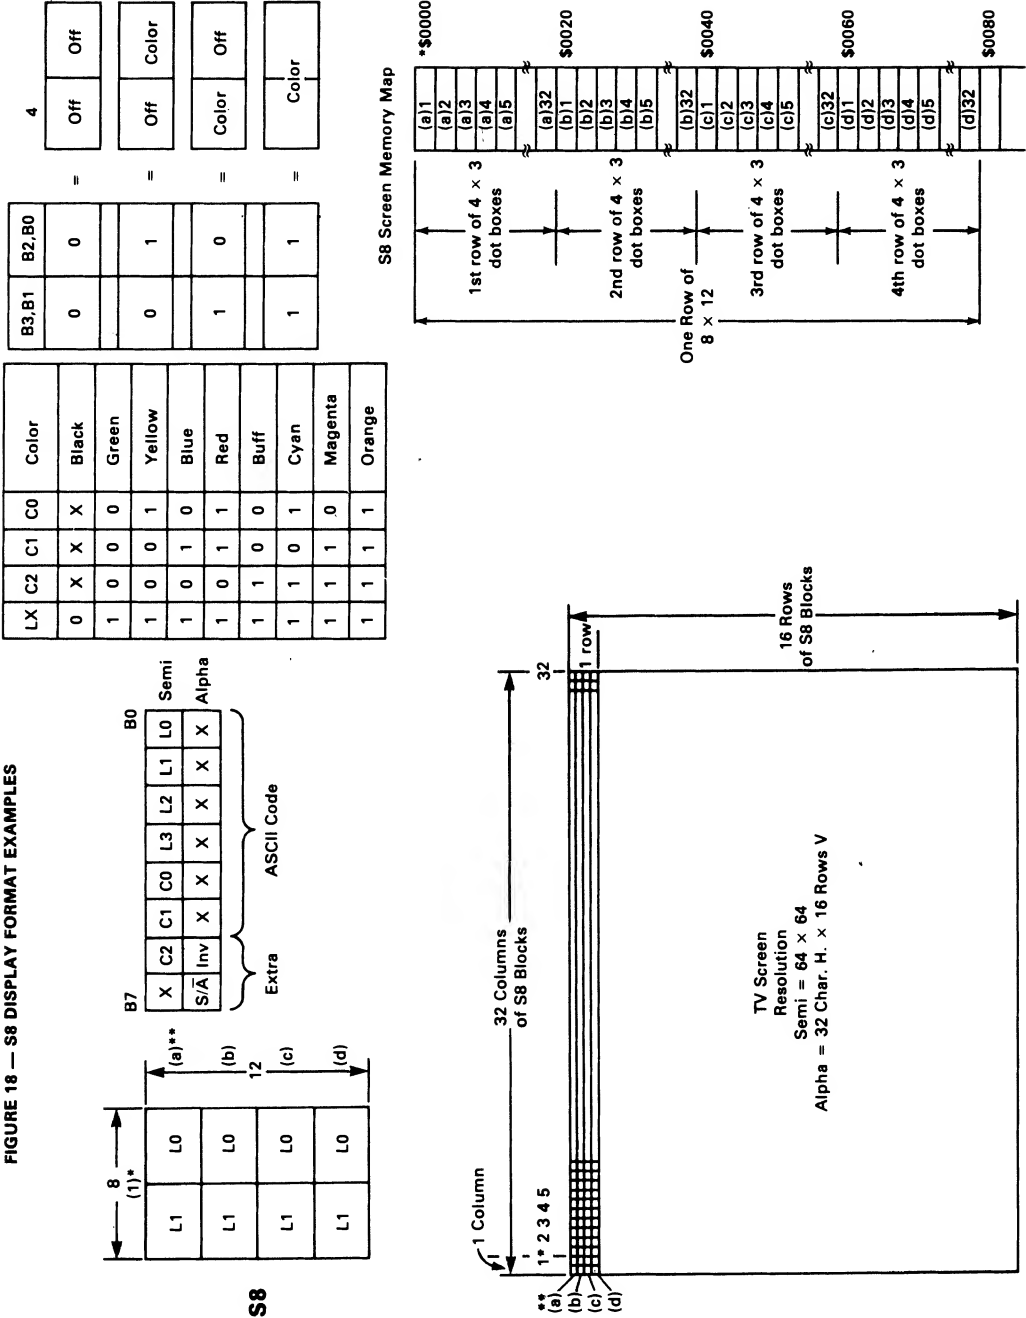 FIGURE 18 — S8 DISPLAY FORMAT EXAMPLES
S8
8
(1)*
L1 L0
L1 L0
L1 L0
L1 L0
(a)**
(b)
12
(c)
(d)
B7 B0
X C2 C1 C0 L3 L2 L1 L0 Semi
S/A̅ Inv X X X X X X Alpha
Extra
ASCII Code
LX C2 C1 C0 Color
0 X X X Black
1 0 0 0 Green
1 0 0 1 Yellow
1 0 1 0 Blue
1 0 1 1 Red
1 1 0 0 Buff
1 1 0 1 Cyan
1 1 1 0 Magenta
1 1 1 1 Orange
B3,B1 B2,B0 4
0 0 = Off Off
0 1 = Off Color
1 0 = Color Off
1 1 = Color
1 Column
32 Columns
of S8 Blocks
1* 2 3 4 5 32
**
(a)
(b)
(c)
(d)
1 row
16 Rows
of S8 Blocks
TV Screen
Resolution
Semi = 64 × 64
Alpha = 32 Char. H. × 16 Rows V
S8 Screen Memory Map
One Row of
8 × 12
1st row of 4 × 3
dot boxes
2nd row of 4 × 3
dot boxes
3rd row of 4 × 3
dot boxes
4th row of 4 × 3
dot boxes
(a)1 *$0000
(a)2
(a)3
(a)4
(a)5
(a)32
(b)1 $0020
(b)2
(b)3
(b)4
(b)5
(b)32
(c)1 $0040
(c)2
(c)3
(c)4
(c)5
(c)32
(d)1 $0060
(d)2
(d)3
(d)4
(d)5
(d)32
$0080